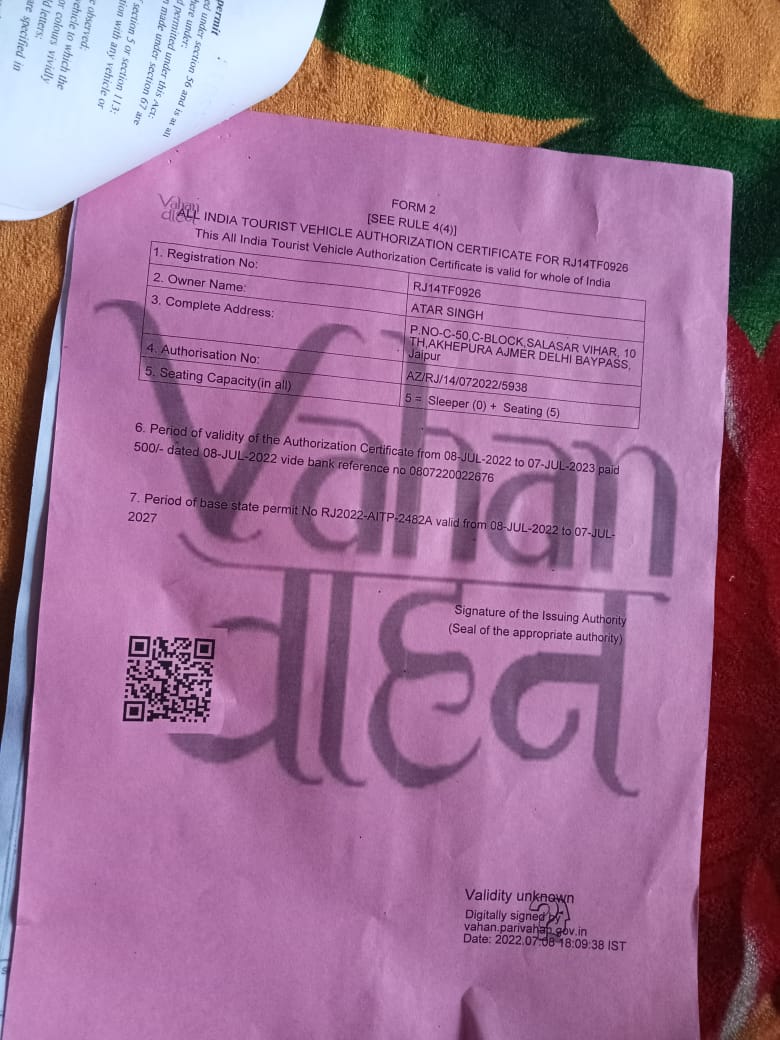 permit
ed under section 56 and is at all
here under:
d permitted under this Act:
n made under section 67 are
section 5 or section 113:
tion with any vehicle or
e observed.
vehicle to which the
or colours vividly
d letters:
are specified in
Vahan
FORM 2
[SEE RULE 4(4)]
ALL INDIA TOURIST VEHICLE AUTHORIZATION CERTIFICATE FOR RJ14TF0926
This All India Tourist Vehicle Authorization Certificate is valid for whole of India
1. Registration No: RJ14TF0926
2. Owner Name: ATAR SINGH
3. Complete Address: P.NO-C-50,C-BLOCK,SALASAR VIHAR, 10
TH,AKHEPURA AJMER DELHI BAYPASS,
Jaipur
4. Authorisation No: AZ/RJ/14/072022/5938
5. Seating Capacity(in all) 5 = Sleeper (0) + Seating (5)
6. Period of validity of the Authorization Certificate from 08-JUL-2022 to 07-JUL-2023 paid
500/- dated 08-JUL-2022 vide bank reference no 0807220022676
7. Period of base state permit No RJ2022-AITP-2482A valid from 08-JUL-2022 to 07-JUL-
2027
Vahan
वाहन
Signature of the Issuing Authority
(Seal of the appropriate authority)
Validity unknown
Digitally signed by
vahan.parivahan.gov.in
Date: 2022.07.08 18:09:38 IST